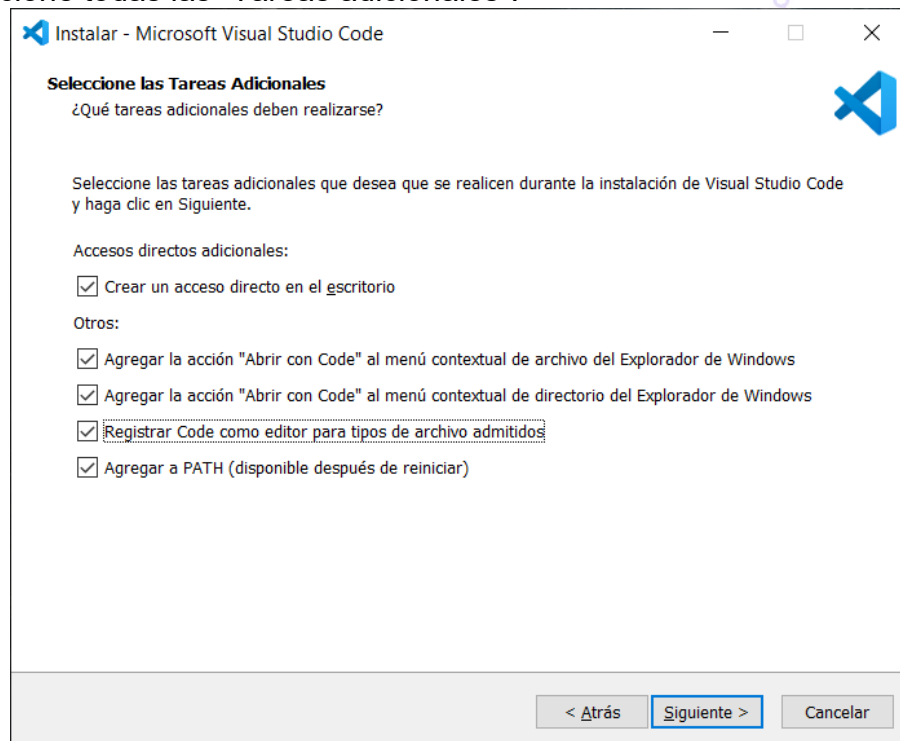 todas las "Tareas adicionales".
Instalar - Microsoft Visual Studio Code
Seleccione las Tareas Adicionales
¿Qué tareas adicionales deben realizarse?
Seleccione las tareas adicionales que desea que se realicen durante la instalación de Visual Studio Code
y haga clic en Siguiente.
Accesos directos adicionales:
Crear un acceso directo en el escritorio
Otros:
Agregar la acción "Abrir con Code" al menú contextual de archivo del Explorador de Windows
Agregar la acción "Abrir con Code" al menú contextual de directorio del Explorador de Windows
Registrar Code como editor para tipos de archivo admitidos
Agregar a PATH (disponible después de reiniciar)
< Atrás
Siguiente >
Cancelar